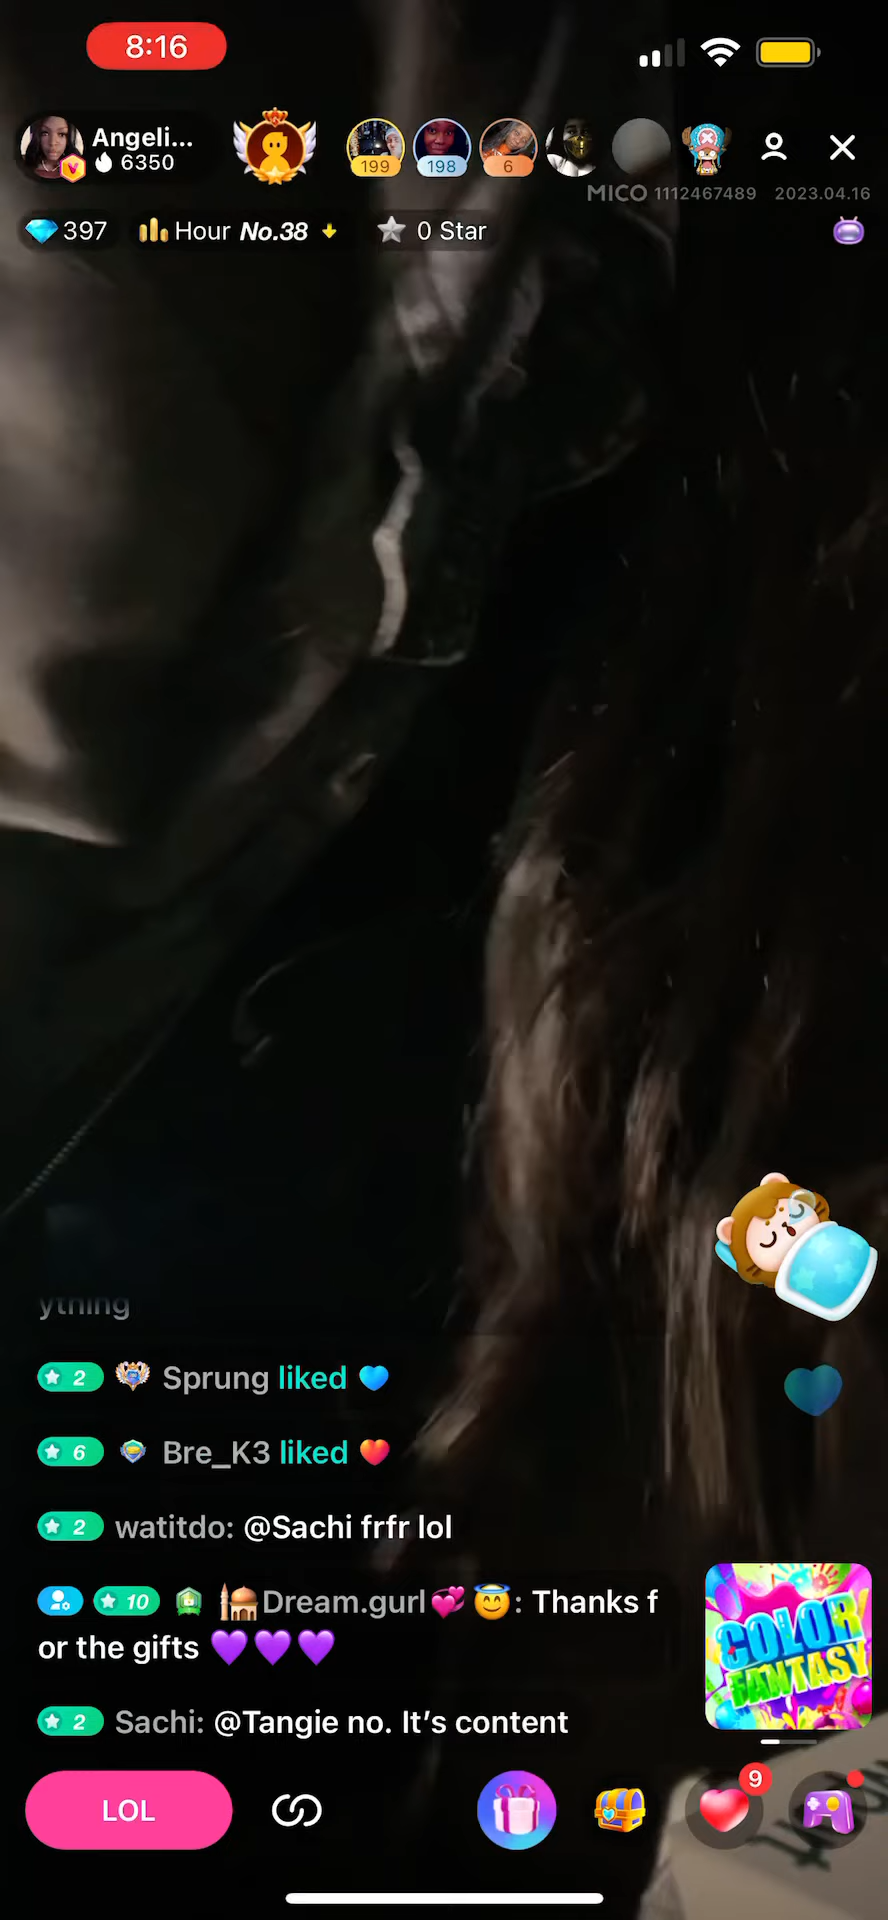 8:16
Angeli...
6350
199
198
6
MICO 1112467489 2023.04.16
397
Hour No.38
0 Star
ything
2 Sprung liked
6 Bre_K3 liked
2 watitdo: @Sachi frfr lol
10 Dream.gurl: Thanks f
or the gifts
2 Sachi: @Tangie no. It's content
COLOR
FANTASY
LOL
9